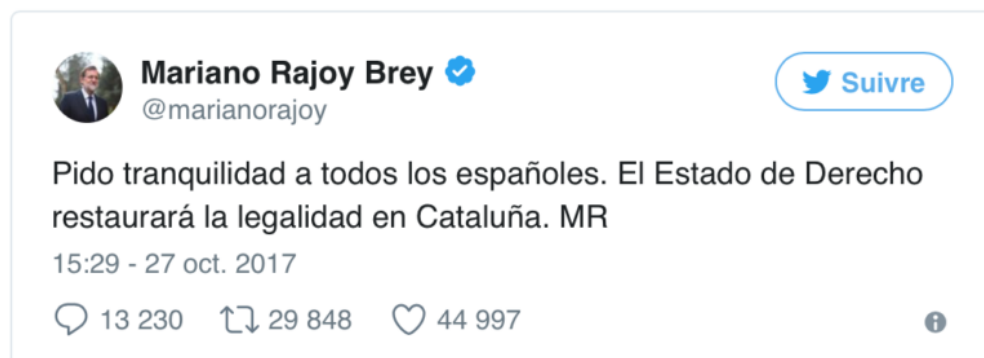 Mariano Rajoy Brey
Suivre
@marianorajoy
Pido tranquilidad a todos los españoles. El Estado de Derecho
restaurará la legalidad en Cataluña. MR
15:29 - 27 oct. 2017
13 230 29 848 44 997